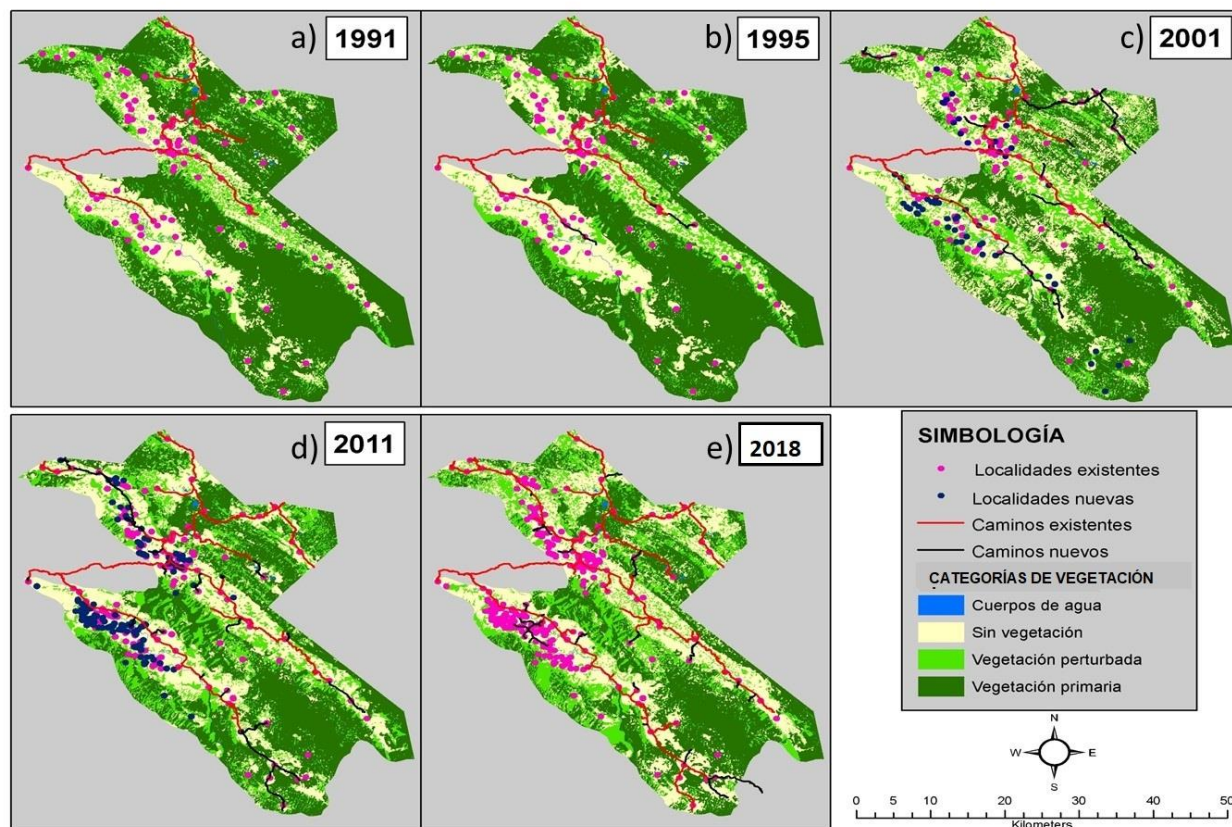 a) 1991
b) 1995
c) 2001
d) 2011
e) 2018
SIMBOLOGÍA
Localidades existentes
Localidades nuevas
Caminos existentes
Caminos nuevos
CATEGORÍAS DE VEGETACIÓN
Cuerpos de agua
Sin vegetación
Vegetación perturbada
Vegetación primaria
N
W E
S
0 5 10 20 30 40 50
Kilometers